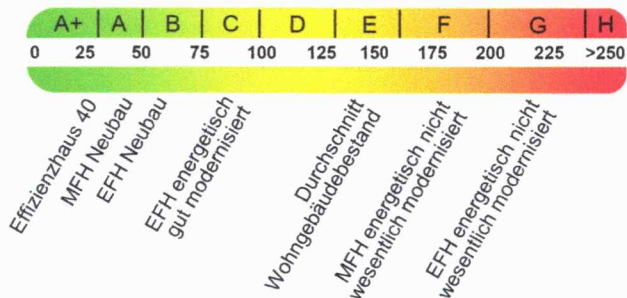 A+ | A | B | C | D | E | F | G | H
0 25 50 75 100 125 150 175 200 225 >250
Effizienzhaus 40
MFH Neubau
EFH Neubau
EFH energetisch
gut modernisiert
Durchschnitt
Wohngebäudebestand
MFH energetisch nicht
wesentlich modernisiert
EFH energetisch nicht
wesentlich modernisiert